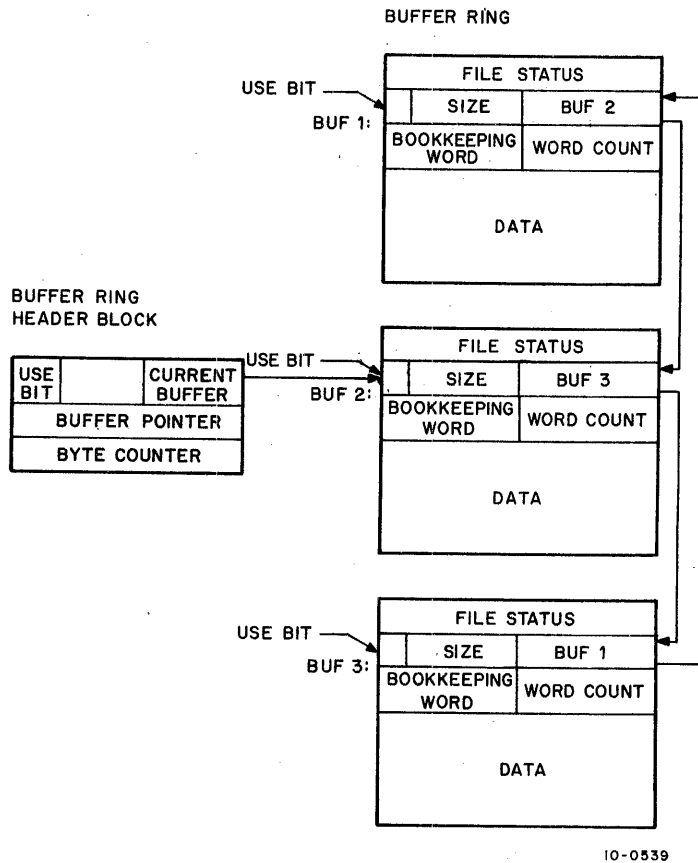 BUFFER RING
FILE STATUS
USE BIT
SIZE
BUF 2
BUF 1:
BOOKKEEPING
WORD
WORD COUNT
DATA
BUFFER RING
HEADER BLOCK
USE
BIT
CURRENT
BUFFER
BUFFER POINTER
BYTE COUNTER
FILE STATUS
USE BIT
SIZE
BUF 3
BUF 2:
BOOKKEEPING
WORD
WORD COUNT
DATA
FILE STATUS
USE BIT
SIZE
BUF 1
BUF 3:
BOOKKEEPING
WORD
WORD COUNT
DATA
10-0539